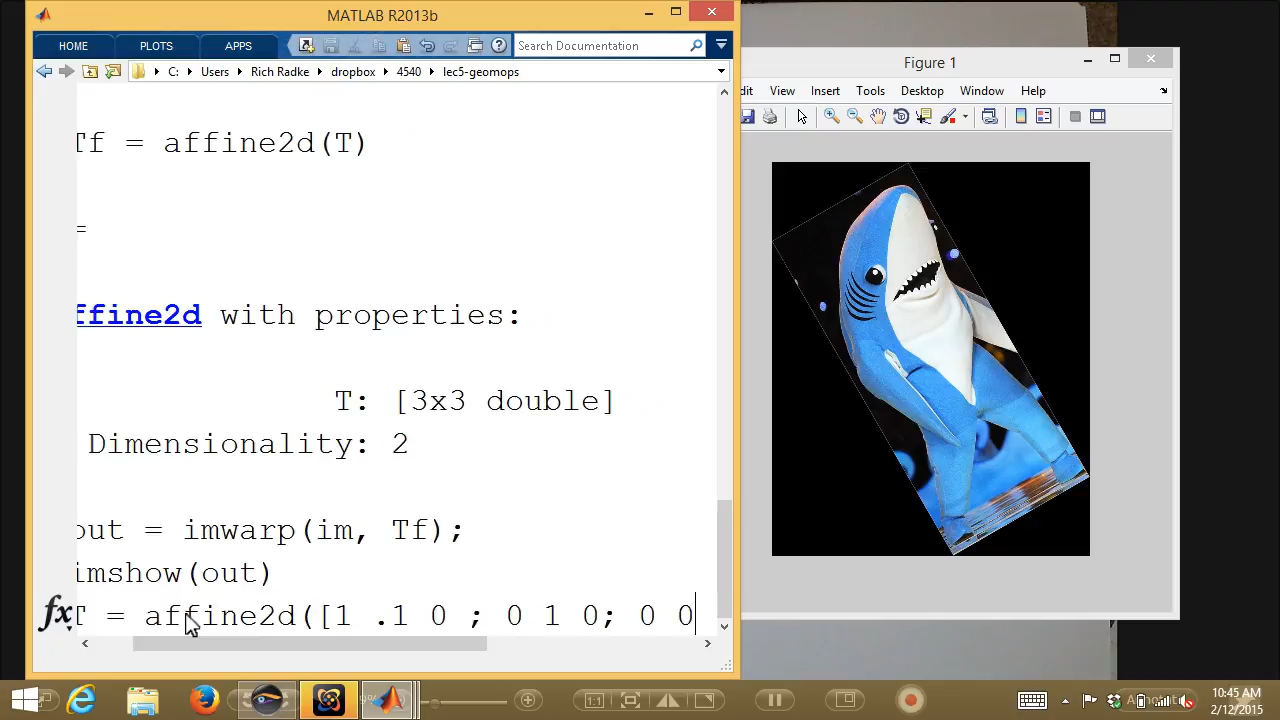 MATLAB R2013b
HOME PLOTS APPS
Search Documentation
C: Users Rich Radke dropbox 4540 lec5-geomops
Tf = affine2d(T)
=
ffine2d with properties:
T: [3x3 double]
Dimensionality: 2
out = imwarp(im, Tf);
imshow(out)
fx T = affine2d([1 .1 0 ; 0 1 0; 0 0
Figure 1
dit View Insert Tools Desktop Window Help
1:1
10:45 AM
2/12/2015